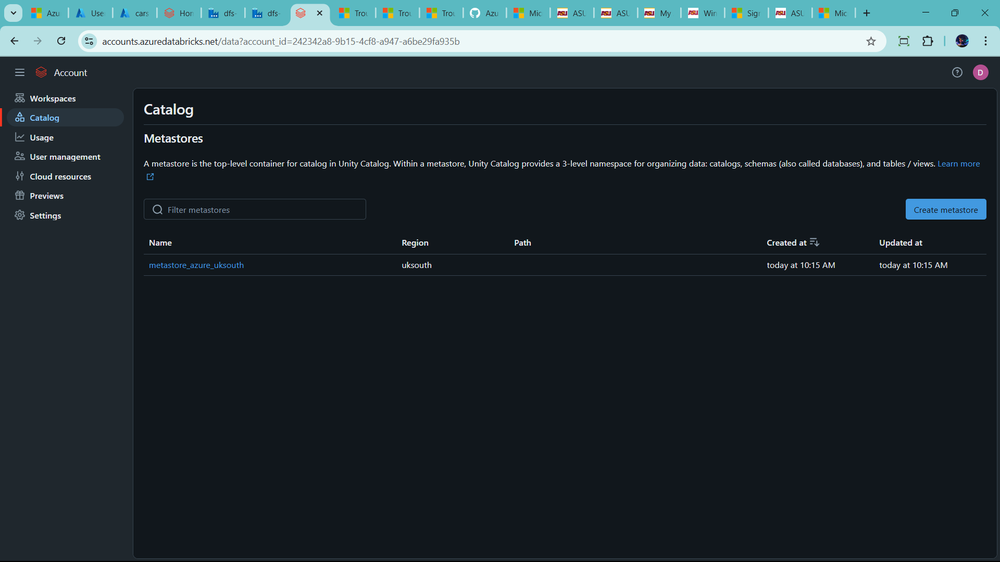 Azu
Use
cars
Hon
dfs-
dfs-
Trou
Trou
Trou
Azu
Mic
ASU
ASU
My
Win
Sign
ASU
Mic
accounts.azuredatabricks.net/data?account_id=242342a8-9b15-4cf8-a947-a6be29fa935b
Account
D
Workspaces
Catalog
Usage
User management
Cloud resources
Previews
Settings
Catalog
Metastores
A metastore is the top-level container for catalog in Unity Catalog. Within a metastore, Unity Catalog provides a 3-level namespace for organizing data: catalogs, schemas (also called databases), and tables / views. Learn more
Filter metastores
Create metastore
Name Region Path Created at Updated at
metastore_azure_uksouth uksouth today at 10:15 AM today at 10:15 AM